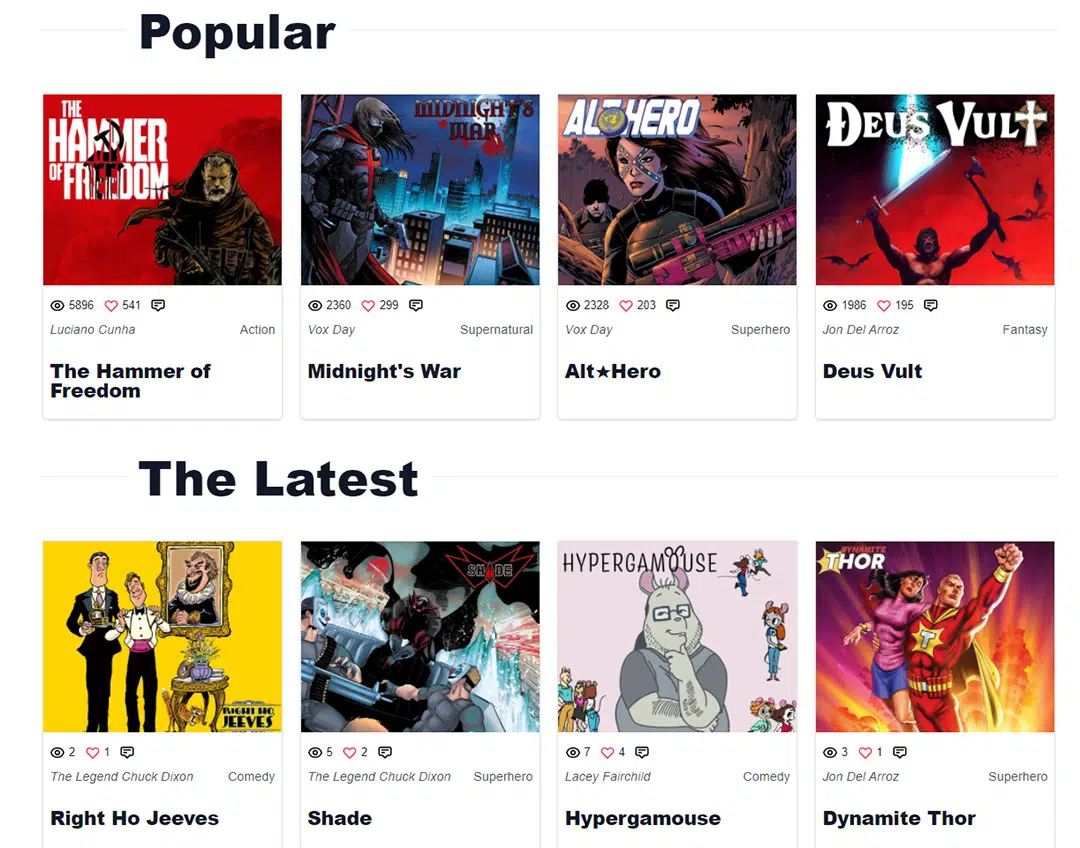 Popular
THE HAMMER OF FREEDOM
MIDNIGHT'S WAR
ALT★HERO
DEUS VULT
5896 541
2360 299
2328 203
1986 195
Luciano Cunha Action
Vox Day Supernatural
Vox Day Superhero
Jon Del Arroz Fantasy
The Hammer of
Freedom
Midnight's War
Alt★Hero
Deus Vult
The Latest
RIGHT HO,
JEEVES
SHADE
HYPERGAMOUSE
DYNAMITE
THOR
T
2 1
5 2
7 4
3 1
The Legend Chuck Dixon Comedy
The Legend Chuck Dixon Superhero
Lacey Fairchild Comedy
Jon Del Arroz Superhero
Right Ho Jeeves
Shade
Hypergamouse
Dynamite Thor